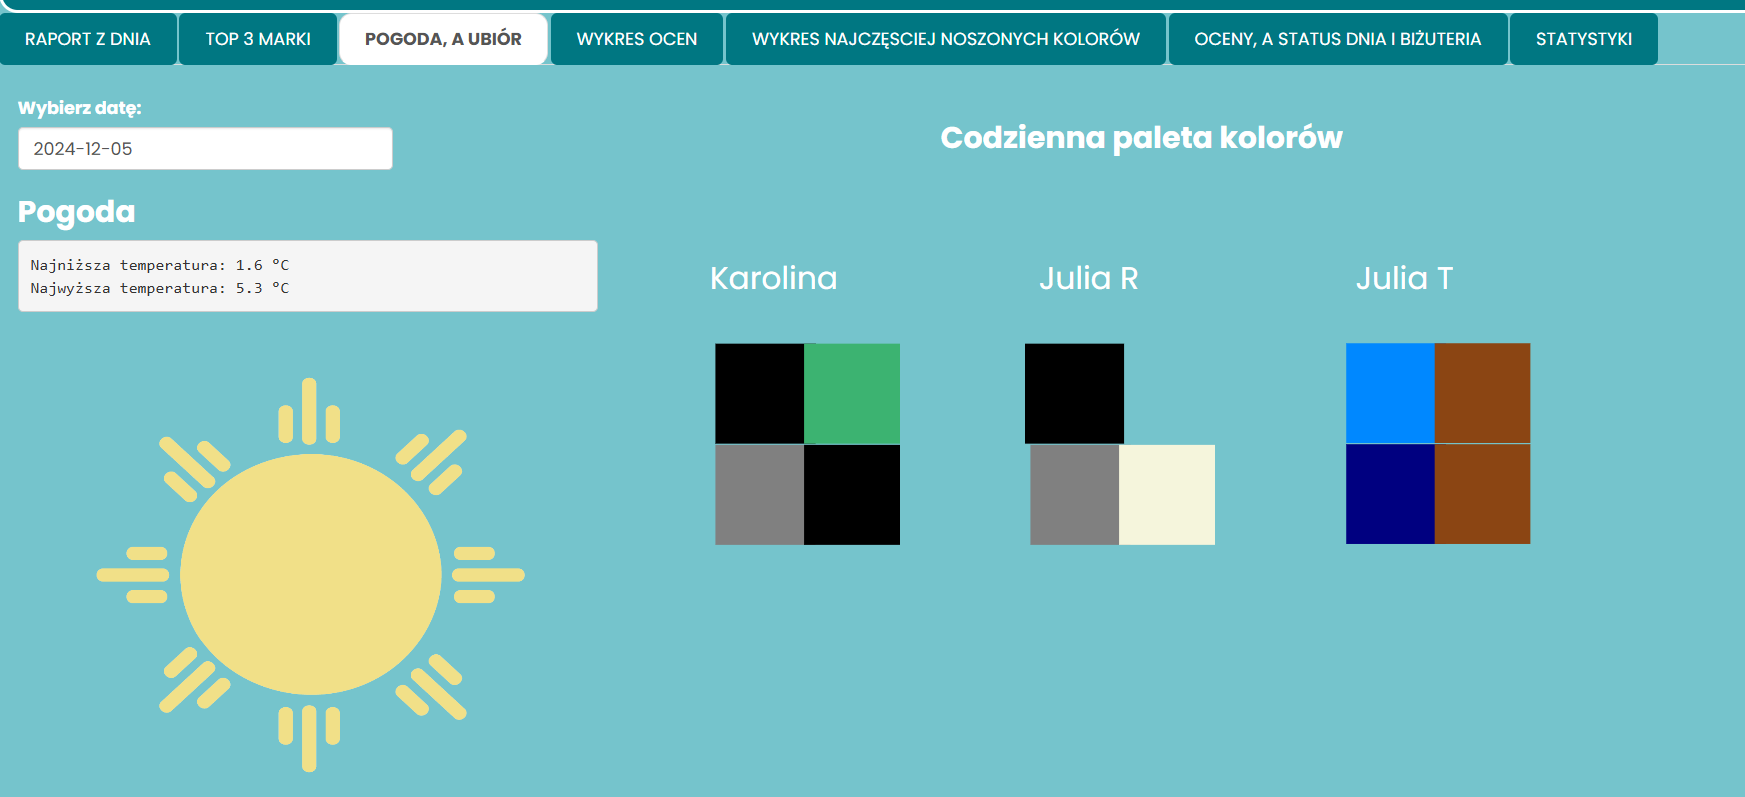 RAPORT Z DNIA
TOP 3 MARKI
POGODA, A UBIÓR
WYKRES OCEN
WYKRES NAJCZĘSCIEJ NOSZONYCH KOLORÓW
OCENY, A STATUS DNIA I BIŻUTERIA
STATYSTYKI
Wybierz datę:
2024-12-05
Pogoda
Najniższa temperatura: 1.6 °C
Najwyższa temperatura: 5.3 °C
Codzienna paleta kolorów
Karolina
Julia R
Julia T